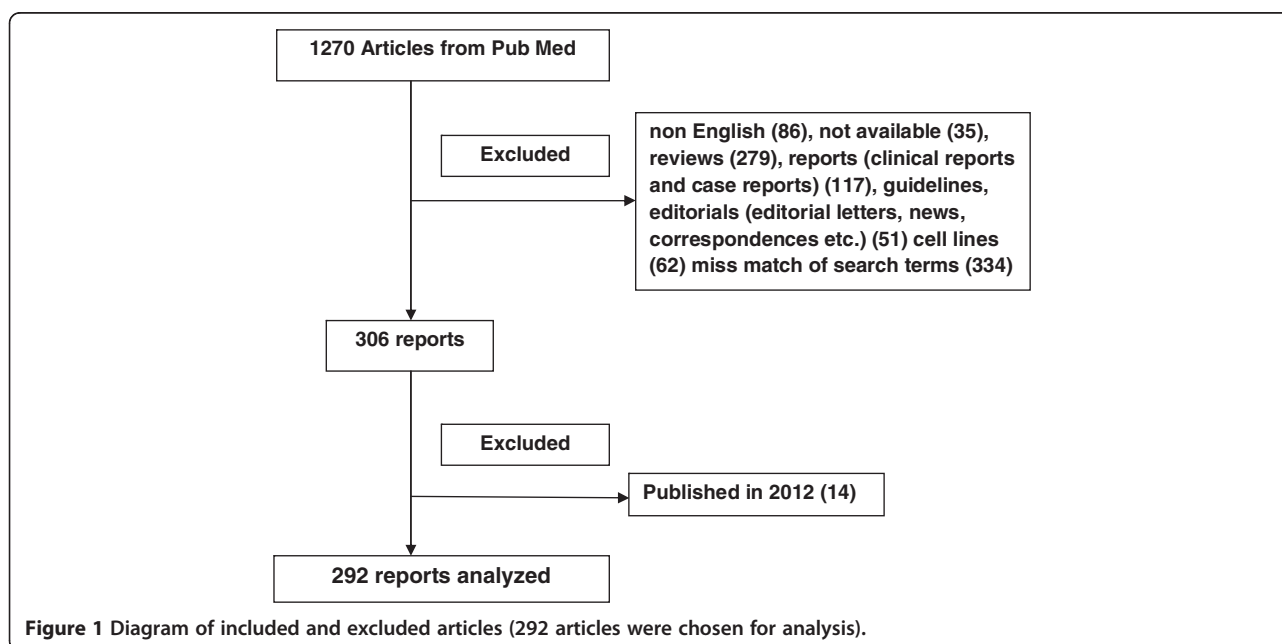 1270 Articles from Pub Med
Excluded
non English (86), not available (35),
reviews (279), reports (clinical reports
and case reports) (117), guidelines,
editorials (editorial letters, news,
correspondences etc.) (51) cell lines
(62) miss match of search terms (334)
306 reports
Excluded
Published in 2012 (14)
292 reports analyzed
Figure 1 Diagram of included and excluded articles (292 articles were chosen for analysis).